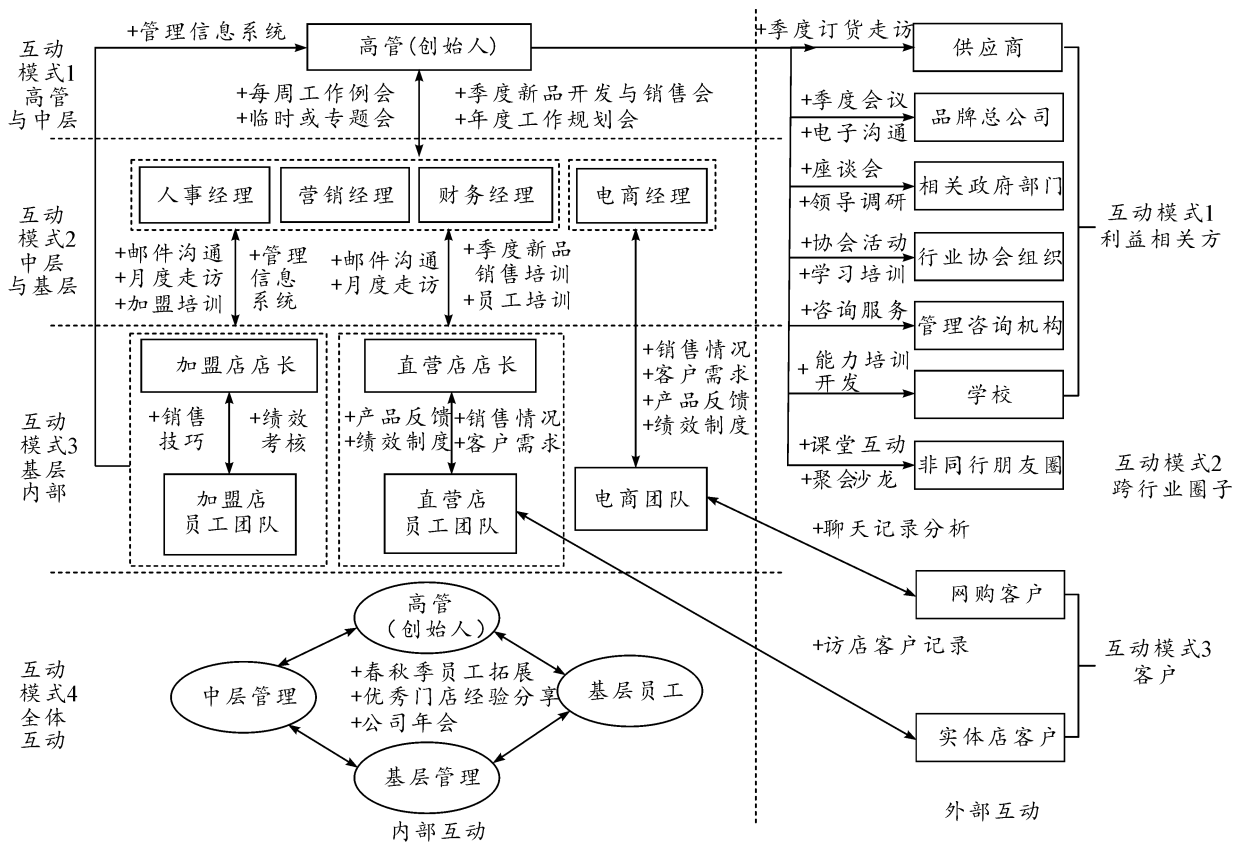 互动
模式1
高管
与中层
+管理信息系统
高管(创始人)
+每周工作例会
+临时或专题会
+季度新品开发与销售会
+年度工作规划会
互动
模式2
中层
与基层
人事经理
营销经理
财务经理
电商经理
+邮件沟通
+月度走访
+加盟培训
+管理
信息
系统
+邮件沟通
+月度走访
+季度新品
销售培训
+员工培训
互动
模式3
基层
内部
加盟店店长
+销售
技巧
+绩效
考核
加盟店
员工团队
直营店店长
+产品反馈
+绩效制度
+销售情况
+客户需求
直营店
员工团队
+销售情况
+客户需求
+产品反馈
+绩效制度
电商团队
互动
模式4
全体
互动
高管
(创始人)
中层管理
+春秋季员工拓展
+优秀门店经验分享
+公司年会
基层员工
基层管理
内部互动
+季度订货走访
供应商
+季度会议
+电子沟通
品牌总公司
+座谈会
+领导调研
相关政府部门
+协会活动
+学习培训
行业协会组织
+咨询服务
管理咨询机构
+能力培训
开发
学校
+课堂互动
+聚会沙龙
非同行朋友圈
互动模式1
利益相关方
互动模式2
跨行业圈子
+聊天记录分析
网购客户
+访店客户记录
实体店客户
互动模式3
客户
外部互动